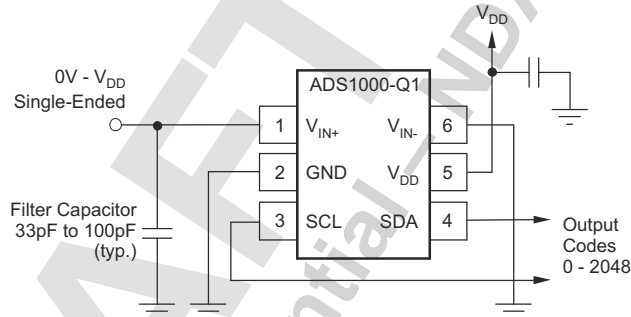 V_DD
0V - V_DD
Single-Ended
ADS1000-Q1
1 V_IN+ V_IN- 6
2 GND V_DD 5
3 SCL SDA 4
Filter Capacitor
33pF to 100pF
(typ.)
Output
Codes
0 - 2048